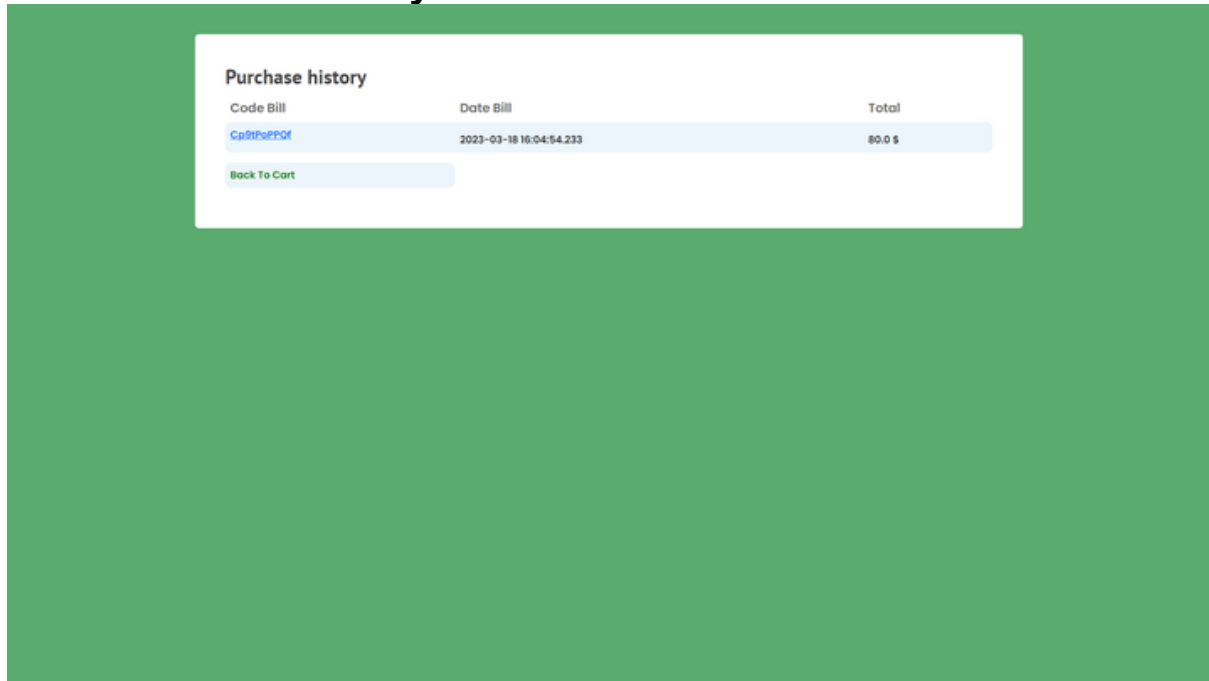 Purchase history
Code Bill Date Bill Total
2023-03-18 16:04:54.233 80.0 $
Back To Cart